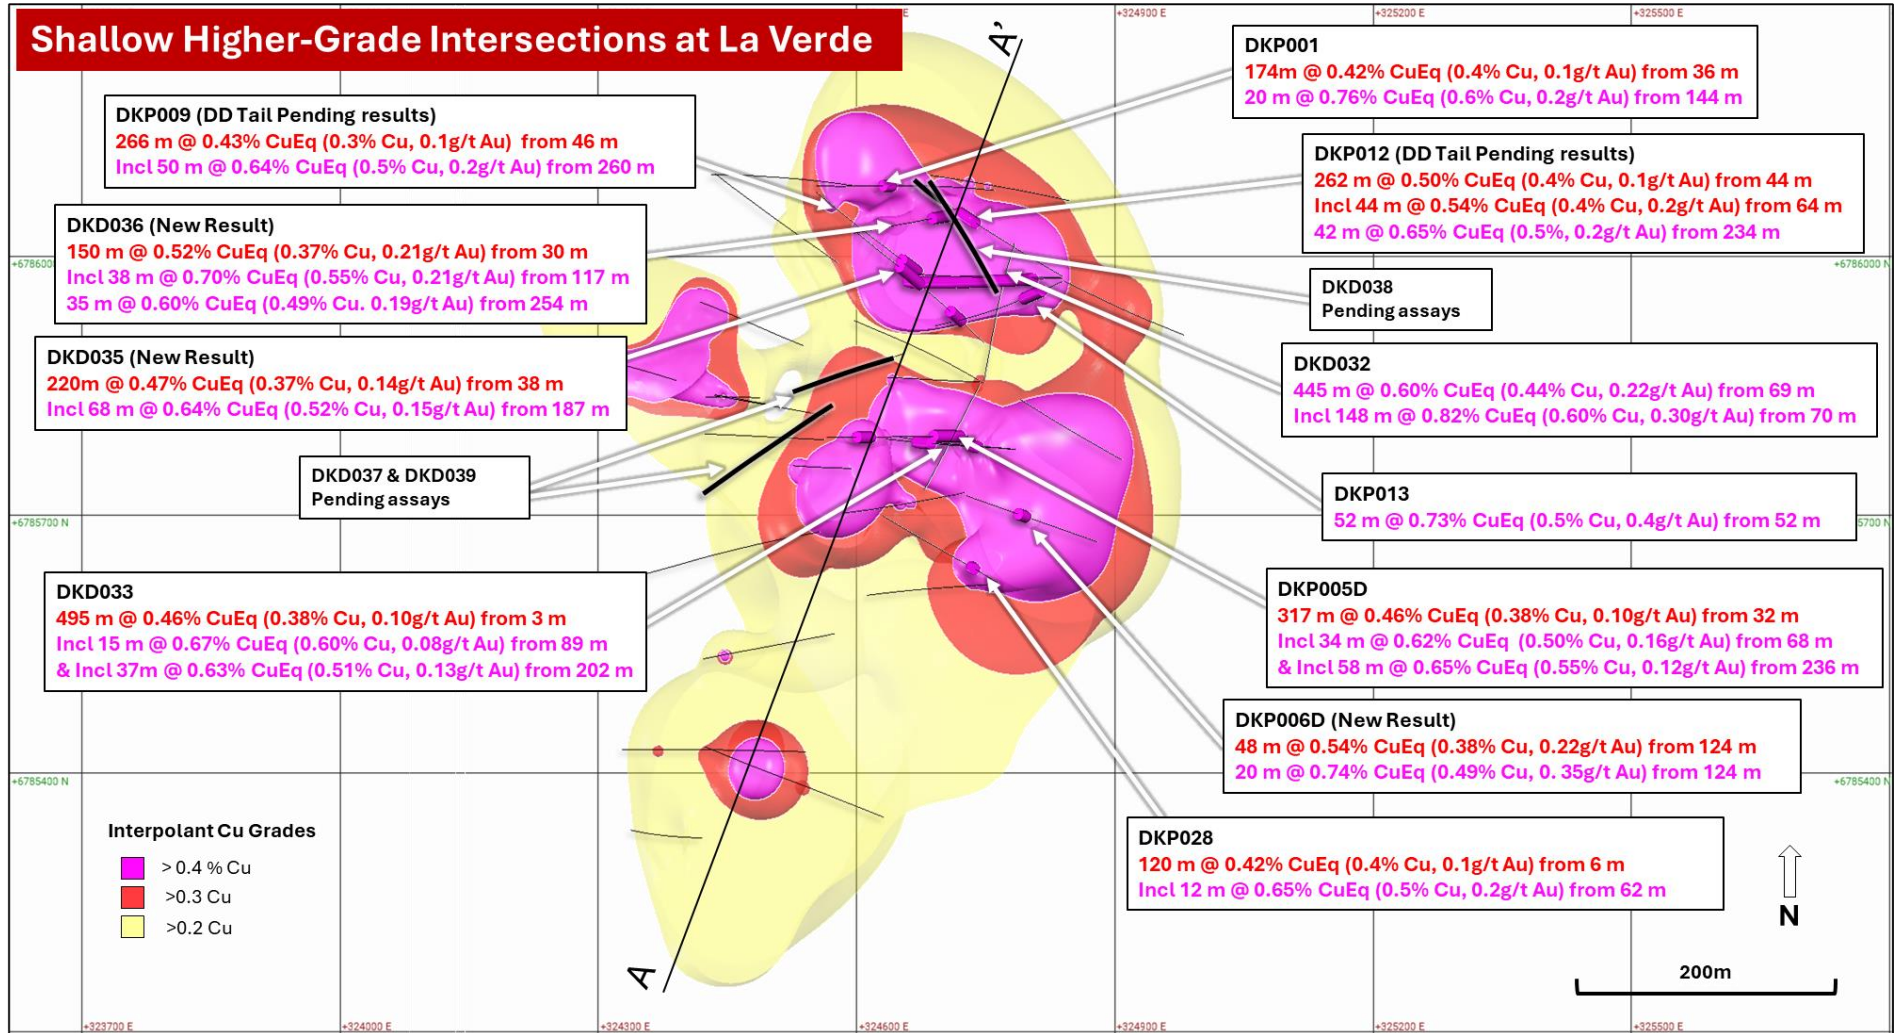 Shallow Higher-Grade Intersections at La Verde
E
+324900 E
+325200 E
+325500 E
A'
DKP001
174m @ 0.42% CuEq (0.4% Cu, 0.1g/t Au) from 36 m
20 m @ 0.76% CuEq (0.6% Cu, 0.2g/t Au) from 144 m
DKP009 (DD Tail Pending results)
266 m @ 0.43% CuEq (0.3% Cu, 0.1g/t Au) from 46 m
Incl 50 m @ 0.64% CuEq (0.5% Cu, 0.2g/t Au) from 260 m
DKP012 (DD Tail Pending results)
262 m @ 0.50% CuEq (0.4% Cu, 0.1g/t Au) from 44 m
Incl 44 m @ 0.54% CuEq (0.4% Cu, 0.2g/t Au) from 64 m
42 m @ 0.65% CuEq (0.5%, 0.2g/t Au) from 234 m
DKD036 (New Result)
150 m @ 0.52% CuEq (0.37% Cu, 0.21g/t Au) from 30 m
Incl 38 m @ 0.70% CuEq (0.55% Cu, 0.21g/t Au) from 117 m
35 m @ 0.60% CuEq (0.49% Cu. 0.19g/t Au) from 254 m
+6786000
+6786000 N
DKD038
Pending assays
DKD035 (New Result)
220m @ 0.47% CuEq (0.37% Cu, 0.14g/t Au) from 38 m
Incl 68 m @ 0.64% CuEq (0.52% Cu, 0.15g/t Au) from 187 m
DKD032
445 m @ 0.60% CuEq (0.44% Cu, 0.22g/t Au) from 69 m
Incl 148 m @ 0.82% CuEq (0.60% Cu, 0.30g/t Au) from 70 m
DKD037 & DKD039
Pending assays
DKP013
52 m @ 0.73% CuEq (0.5% Cu, 0.4g/t Au) from 52 m
+6785700 N
5700 N
DKD033
495 m @ 0.46% CuEq (0.38% Cu, 0.10g/t Au) from 3 m
Incl 15 m @ 0.67% CuEq (0.60% Cu, 0.08g/t Au) from 89 m
& Incl 37m @ 0.63% CuEq (0.51% Cu, 0.13g/t Au) from 202 m
DKP005D
317 m @ 0.46% CuEq (0.38% Cu, 0.10g/t Au) from 32 m
Incl 34 m @ 0.62% CuEq (0.50% Cu, 0.16g/t Au) from 68 m
& Incl 58 m @ 0.65% CuEq (0.55% Cu, 0.12g/t Au) from 236 m
DKP006D (New Result)
48 m @ 0.54% CuEq (0.38% Cu, 0.22g/t Au) from 124 m
20 m @ 0.74% CuEq (0.49% Cu, 0. 35g/t Au) from 124 m
+6785400 N
+6785400 N
DKP028
120 m @ 0.42% CuEq (0.4% Cu, 0.1g/t Au) from 6 m
Incl 12 m @ 0.65% CuEq (0.5% Cu, 0.2g/t Au) from 62 m
Interpolant Cu Grades
> 0.4 % Cu
>0.3 Cu
>0.2 Cu
N
A
200m
+323700 E
+324000 E
+324300 E
+324600 E
+324900 E
+325200 E
+325500 E